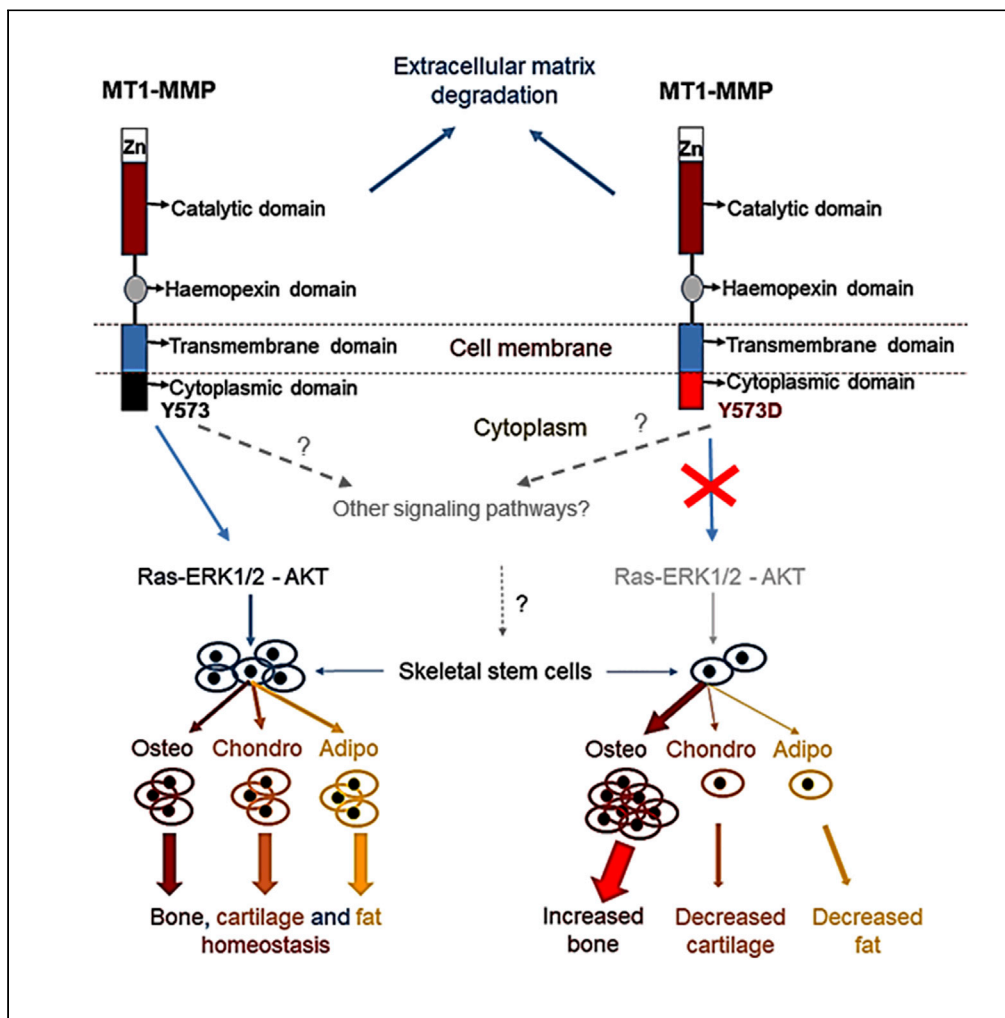 Extracellular matrix
degradation
MT1-MMP
Zn
Catalytic domain
Haemopexin domain
Transmembrane domain
Cytoplasmic domain
Y573
MT1-MMP
Zn
Catalytic domain
Haemopexin domain
Transmembrane domain
Cytoplasmic domain
Y573D
Cell membrane
Cytoplasm
?
?
Other signaling pathways?
Ras-ERK1/2 - AKT
Ras-ERK1/2 - AKT
?
Skeletal stem cells
Osteo Chondro Adipo
Osteo Chondro Adipo
Bone, cartilage and fat
homeostasis
Increased
bone
Decreased
cartilage
Decreased
fat